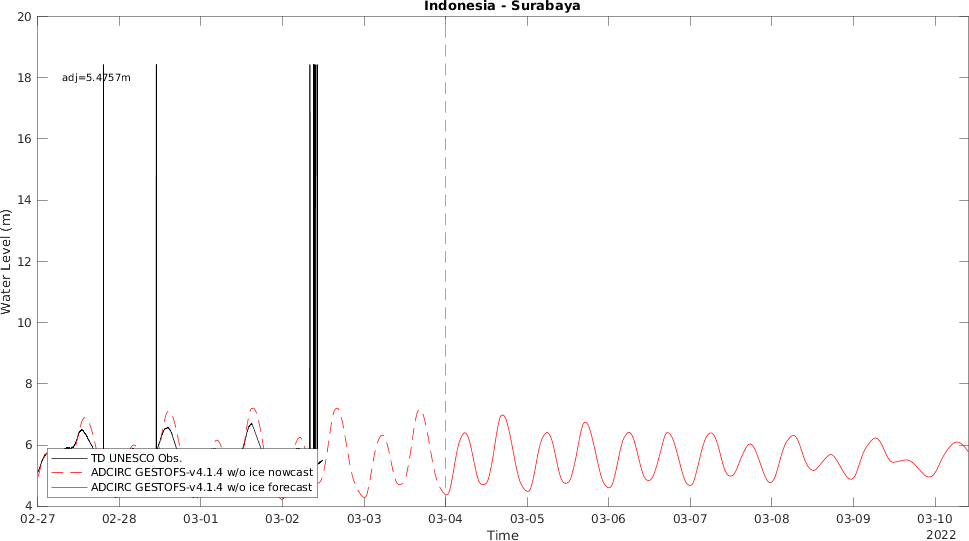 Indonesia - Surabaya
20
adj=5.4757m
18
16
14
12
10
8
6
4
Water Level (m)
TD UNESCO Obs.
ADCIRC GESTOFS-v4.1.4 w/o ice nowcast
ADCIRC GESTOFS-v4.1.4 w/o ice forecast
02-27 02-28 03-01 03-02 03-03 03-04 03-05 03-06 03-07 03-08 03-09 03-10
Time
2022